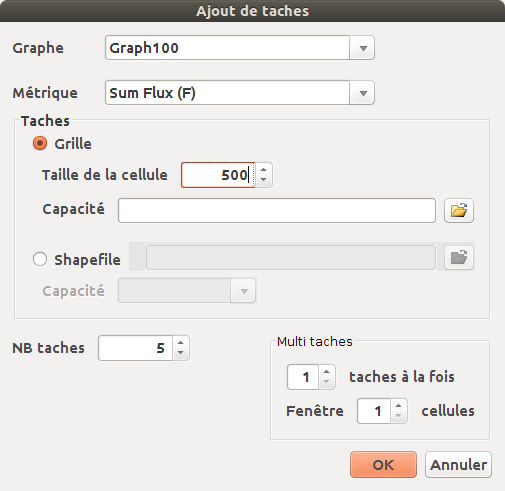 Ajout de taches
Graphe Graph100
Métrique Sum Flux (F)
Taches
Grille
Taille de la cellule 500
Capacité
Shapefile
Capacité
NB taches 5
Multi taches
1 taches à la fois
Fenêtre 1 cellules
OK Annuler